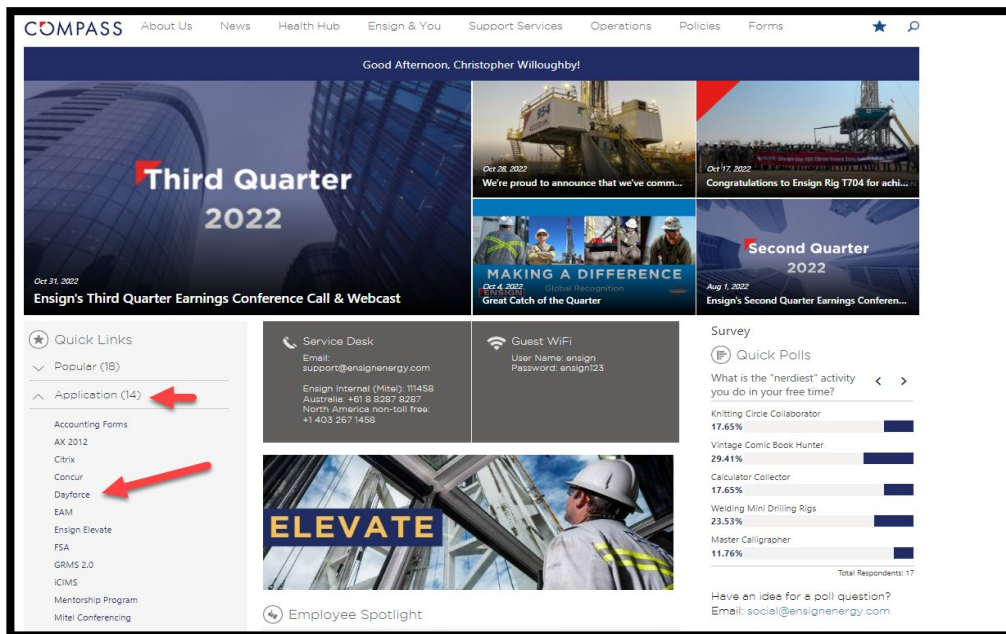 COMPASS About Us News Health Hub Ensign & You Support Services Operations Policies Forms
Good Afternoon, Christopher Willoughby!
Third Quarter
2022
Oct 31, 2022
Ensign's Third Quarter Earnings Conference Call & Webcast
954
Oct 28, 2022
We're proud to announce that we've comm...
Oct 17, 2022
Congratulations to Ensign Rig T704 for achi...
MAKING A DIFFERENCE
Global Recognition
ENSIGN
Oct 4, 2022
Great Catch of the Quarter
Second Quarter
2022
Aug 1, 2022
Ensign's Second Quarter Earnings Conferen...
Quick Links
Popular (18)
Application (14)
Accounting Forms
AX 2012
Citrix
Concur
Dayforce
EAM
Ensign Elevate
FSA
GRMS 2.0
iCIMS
Mentorship Program
Mitel Conferencing
Service Desk
Email:
support@ensignenergy.com
Ensign Internal (Mitel): 111458
Australia: +61 8 8287 8287
North America non-toll free:
+1 403 267 1458
Guest WiFi
User Name: ensign
Password: ensign123
ELEVATE
Employee Spotlight
Survey
Quick Polls
What is the "nerdiest" activity
you do in your free time?
Knitting Circle Collaborator
17.65%
Vintage Comic Book Hunter
29.41%
Calculator Collector
17.65%
Welding Mini Drilling Rigs
23.53%
Master Calligrapher
11.76%
Total Respondents: 17
Have an idea for a poll question?
Email: social@ensignenergy.com